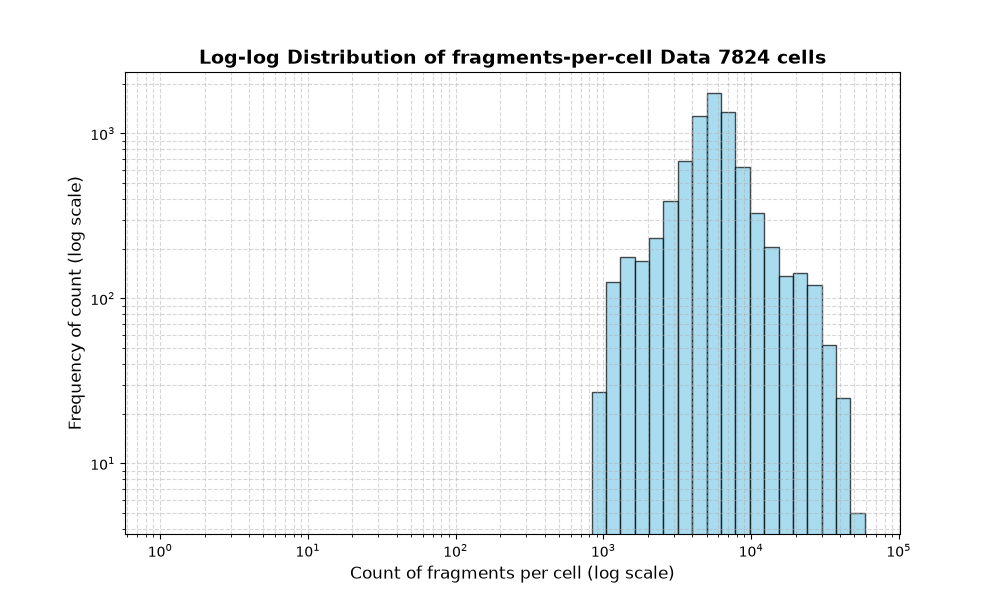 Log-log Distribution of fragments-per-cell Data 7824 cells
Frequency of count (log scale)
10³
10²
10¹
10⁰ 10¹ 10² 10³ 10⁴ 10⁵
Count of fragments per cell (log scale)